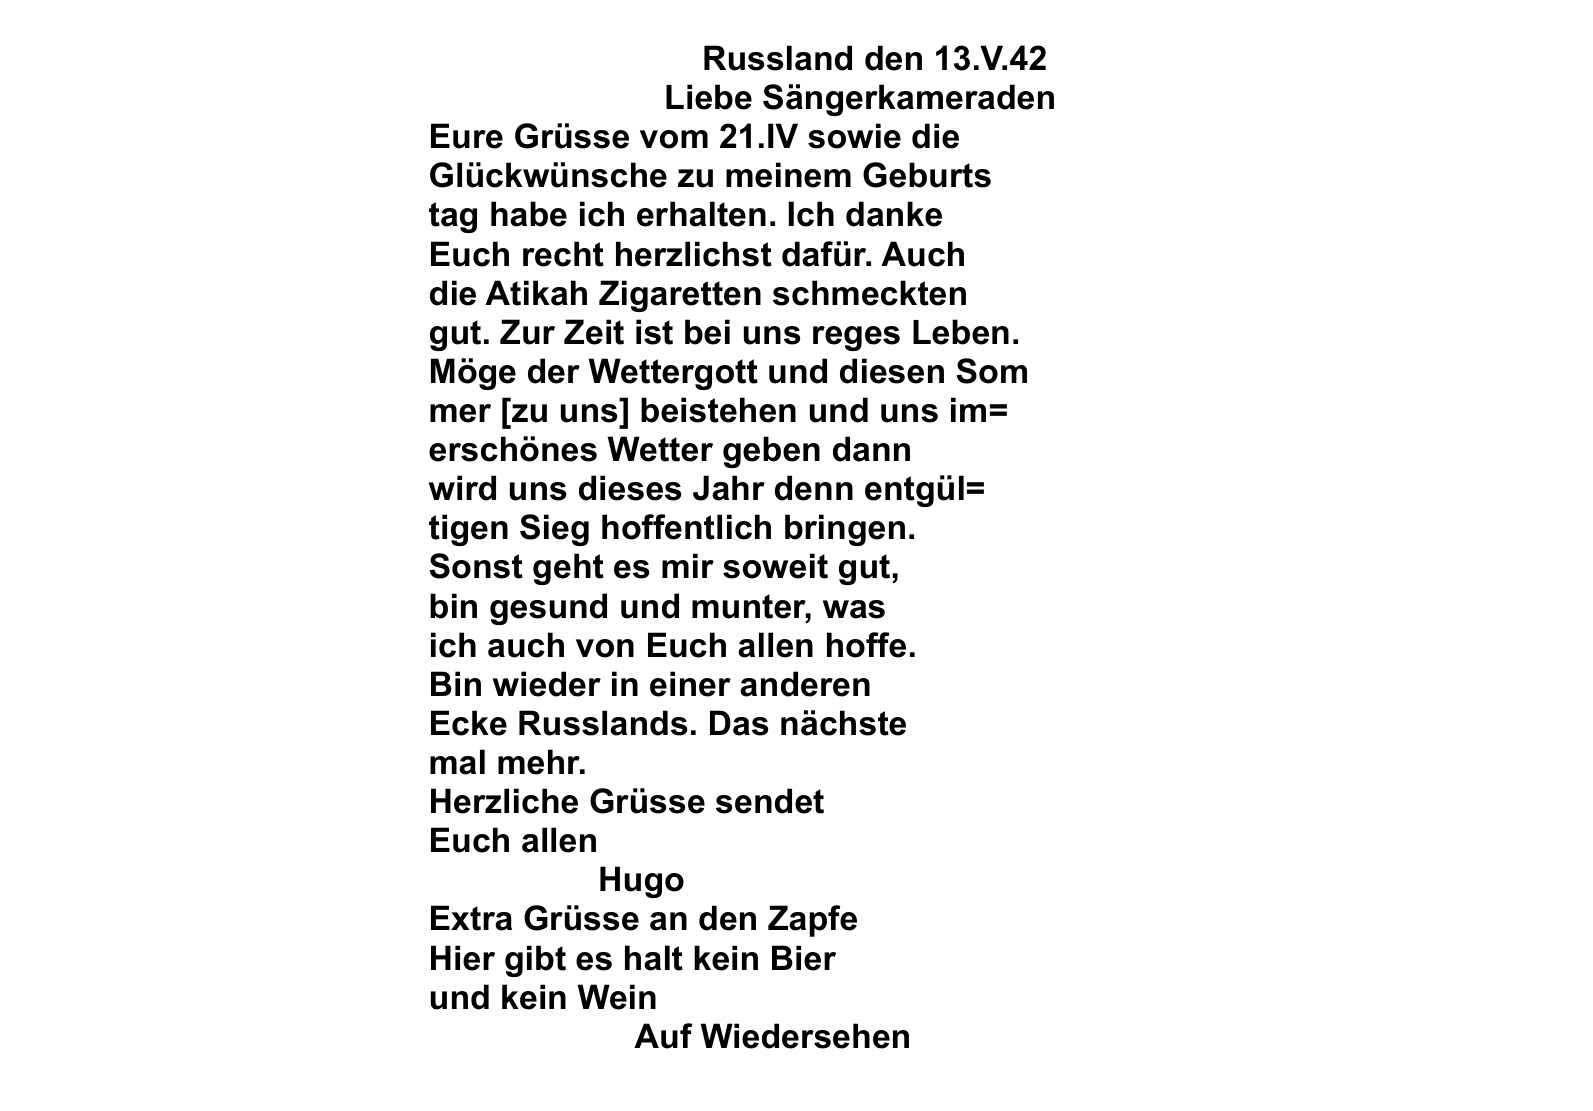 Russland den 13.V.42
Liebe Sängerkameraden
Eure Grüsse vom 21.IV sowie die
Glückwünsche zu meinem Geburts
tag habe ich erhalten. Ich danke
Euch recht herzlichst dafür. Auch
die Atikah Zigaretten schmeckten
gut. Zur Zeit ist bei uns reges Leben.
Möge der Wettergott und diesen Som
mer [zu uns] beistehen und uns im=
erschönes Wetter geben dann
wird uns dieses Jahr denn entgül=
tigen Sieg hoffentlich bringen.
Sonst geht es mir soweit gut,
bin gesund und munter, was
ich auch von Euch allen hoffe.
Bin wieder in einer anderen
Ecke Russlands. Das nächste
mal mehr.
Herzliche Grüsse sendet
Euch allen
Hugo
Extra Grüsse an den Zapfe
Hier gibt es halt kein Bier
und kein Wein
Auf Wiedersehen